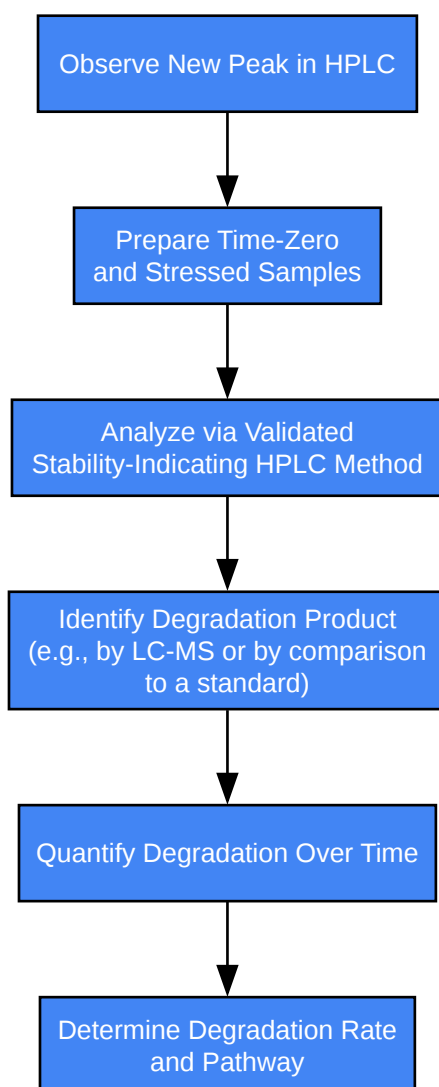 Observe New Peak in HPLC
Prepare Time-Zero
and Stressed Samples
Analyze via Validated
Stability-Indicating HPLC Method
Identify Degradation Product
(e.g., by LC-MS or by comparison
to a standard)
Quantify Degradation Over Time
Determine Degradation Rate
and Pathway